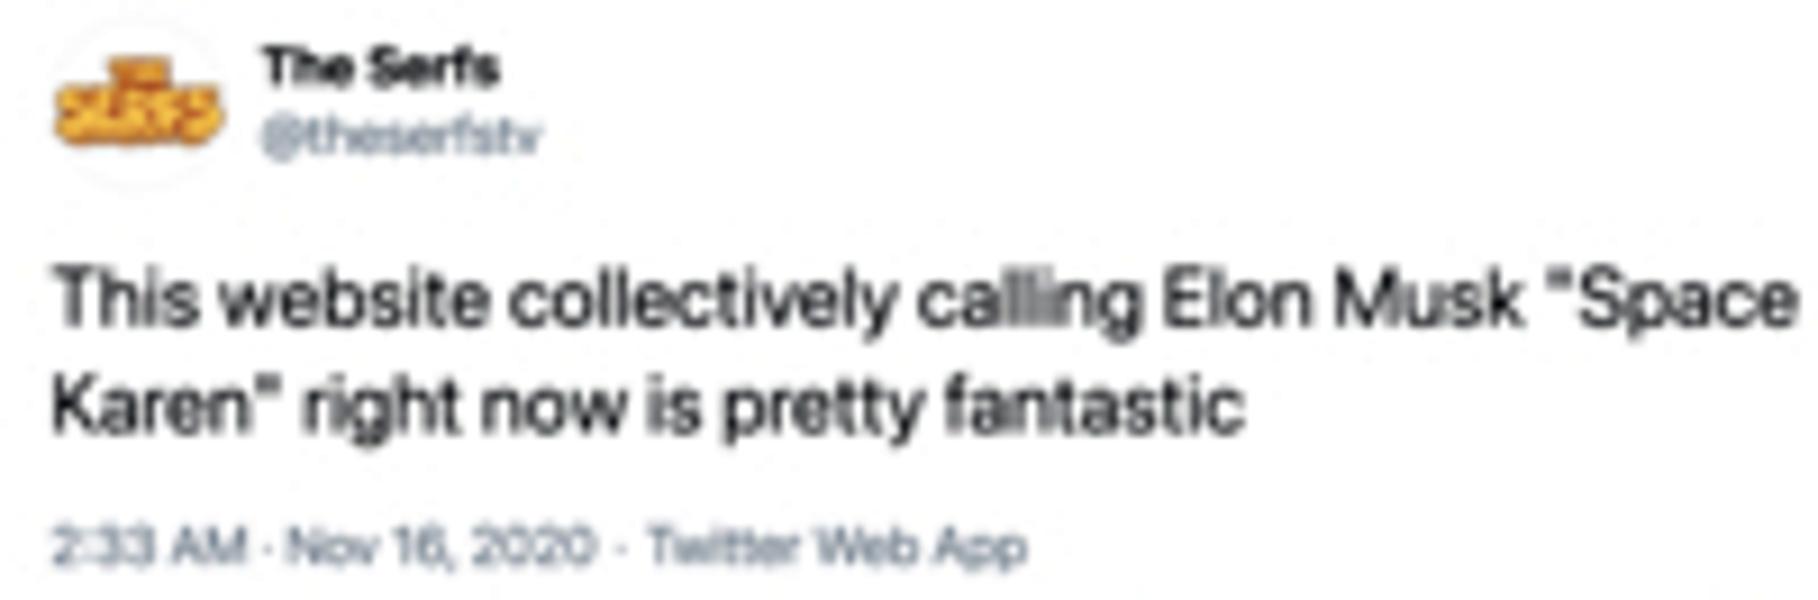 SERFS
The Serfs
@theserfstv
This website collectively calling Elon Musk "Space
Karen" right now is pretty fantastic
2:33 AM · Nov 16, 2020 · Twitter Web App